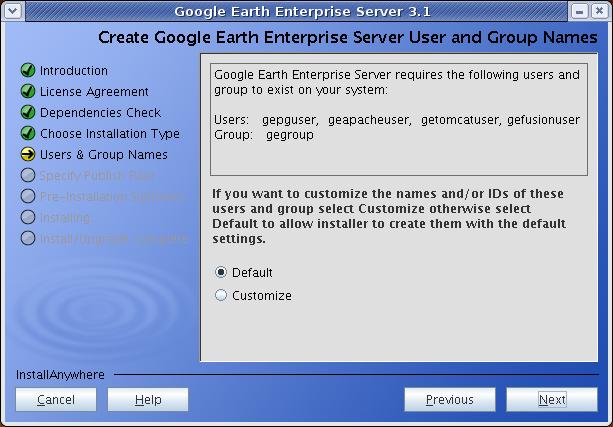 Google Earth Enterprise Server 3.1
Create Google Earth Enterprise Server User and Group Names
Introduction
License Agreement
Dependencies Check
Choose Installation Type
Users & Group Names
Specify Publish Root
Pre-Installation Summary
Installing
Install/Upgrade Complete
Google Earth Enterprise Server requires the following users and
group to exist on your system:
Users: gepguser, geapacheuser, getomcatuser, gefusionuser
Group: gegroup
If you want to customize the names and/or IDs of these
users and group select Customize otherwise select
Default to allow installer to create them with the default
settings.
Default
Customize
InstallAnywhere
Cancel
Help
Previous
Next